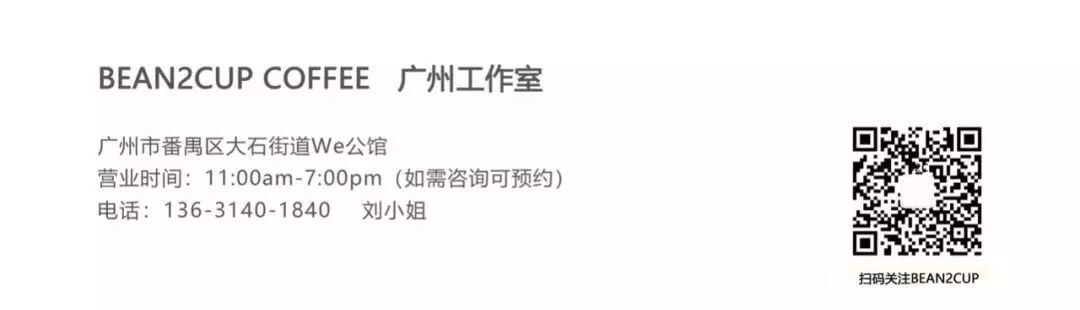 BEAN2CUP COFFEE 广州工作室
广州市番禺区大石街道We公馆
营业时间：11:00am-7:00pm（如需咨询可预约）
电话：136-3140-1840 刘小姐
扫码关注BEAN2CUP